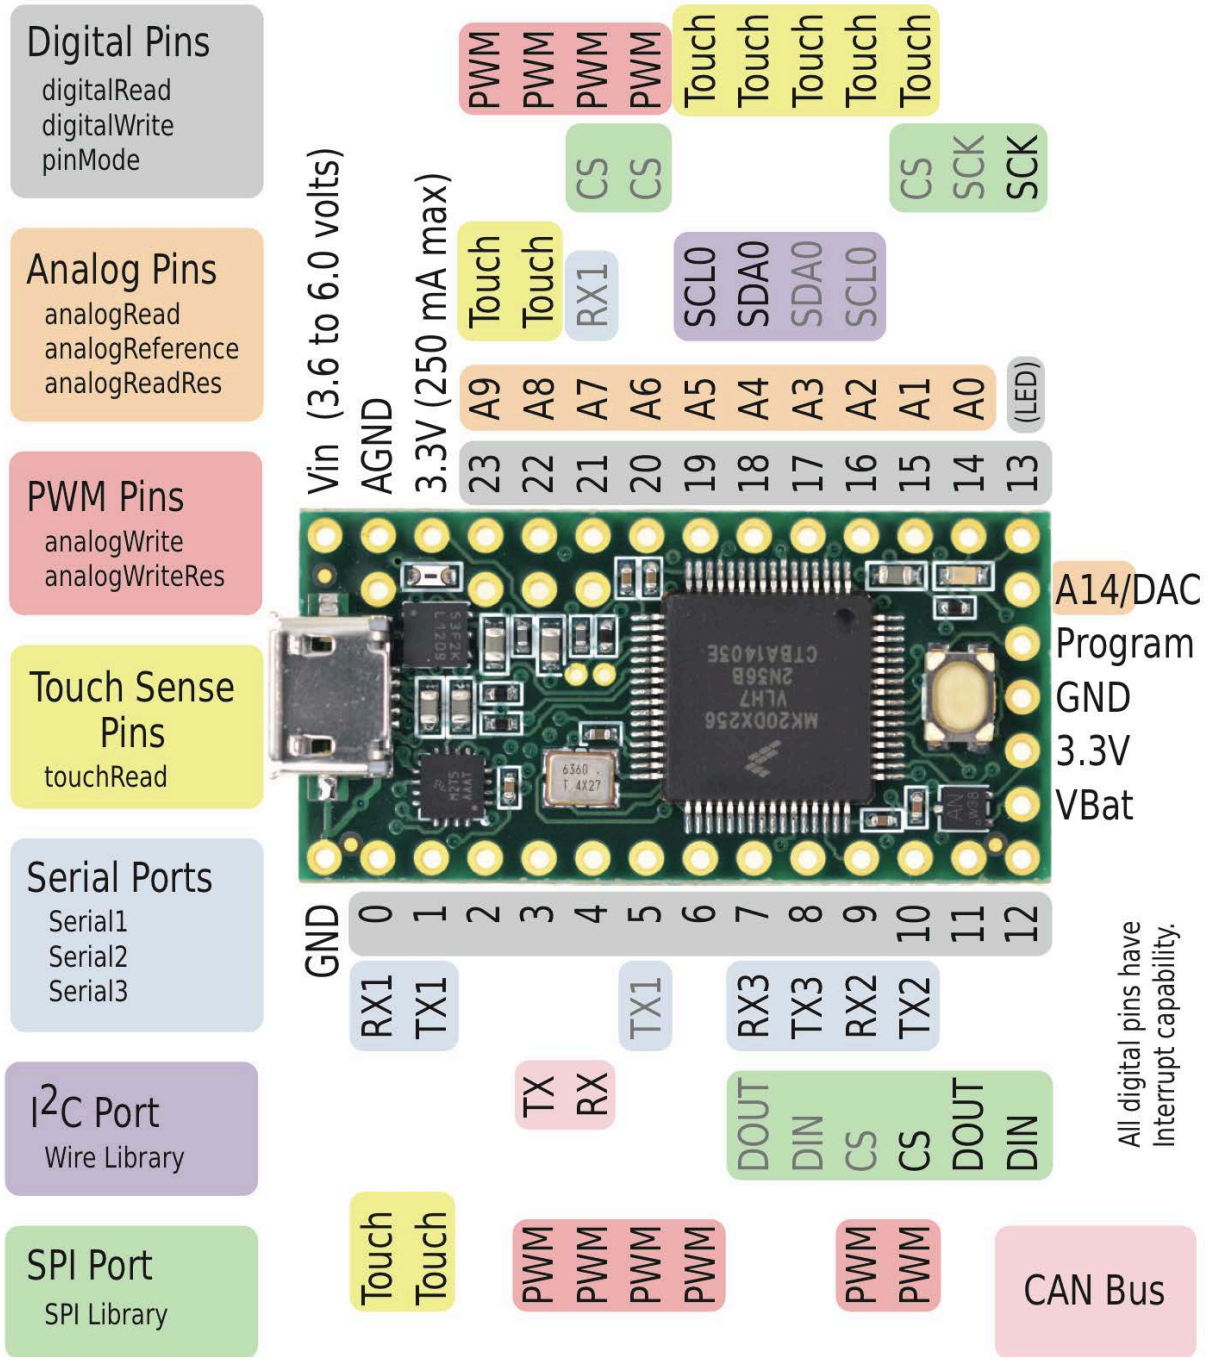 Digital Pins
digitalRead
digitalWrite
pinMode
Analog Pins
analogRead
analogReference
analogReadRes
PWM Pins
analogWrite
analogWriteRes
Touch Sense
Pins
touchRead
Serial Ports
Serial1
Serial2
Serial3
I²C Port
Wire Library
SPI Port
SPI Library
PWM PWM PWM PWM Touch Touch Touch Touch Touch
CS CS CS SCK SCK
Touch Touch RX1 SCL0 SDA0 SDA0 SCL0
A9 A8 A7 A6 A5 A4 A3 A2 A1 A0 (LED)
Vin (3.6 to 6.0 volts)
AGND
3.3V (250 mA max)
23 22 21 20 19 18 17 16 15 14 13
A14/DAC
Program
GND
3.3V
VBat
MK20DX256
VLH7
2N56B
CTBA1403E
6360 .
T 4X27
M2T5
AAAT
AN
GND
0 1 2 3 4 5 6 7 8 9 10 11 12
RX1 TX1 TX1 RX3 TX3 RX2 TX2
TX RX
DOUT DIN CS CS DOUT DIN
Touch Touch PWM PWM PWM PWM PWM PWM
All digital pins have
Interrupt capability.
CAN Bus